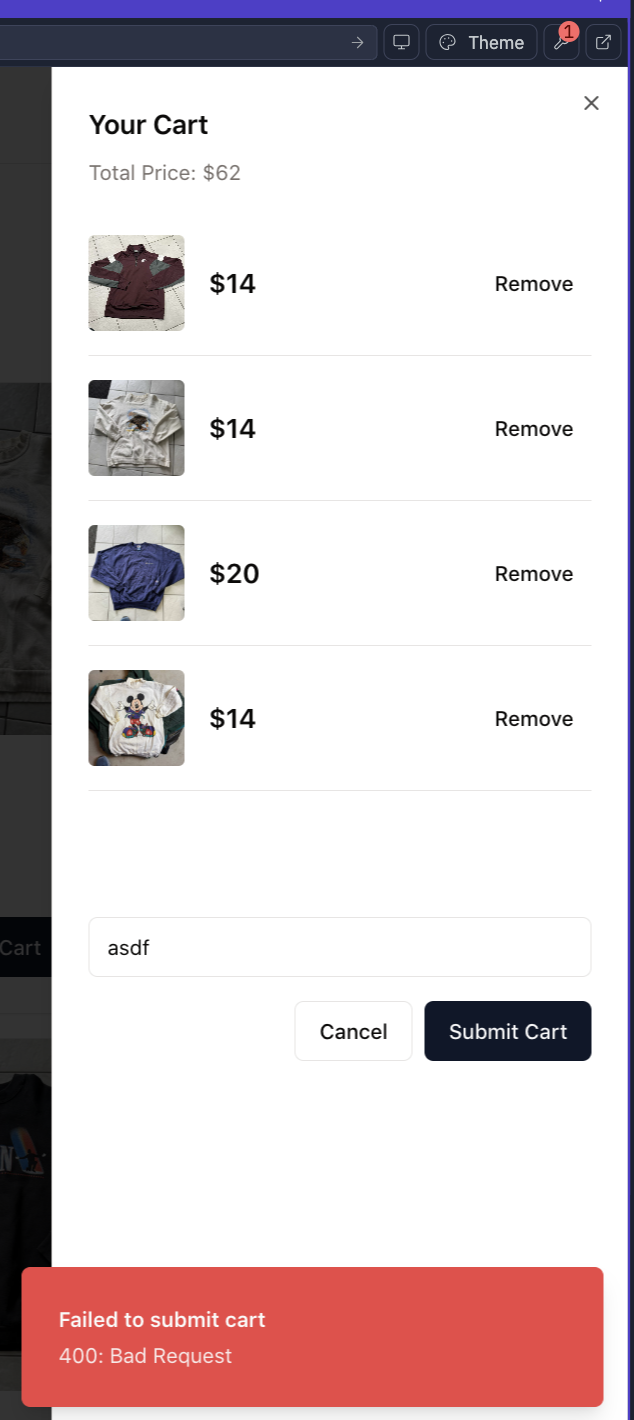 Theme
1
Your Cart
Total Price: $62
$14
Remove
$14
Remove
$20
Remove
$14
Remove
Cart
asdf
Cancel
Submit Cart
N
Failed to submit cart
400: Bad Request